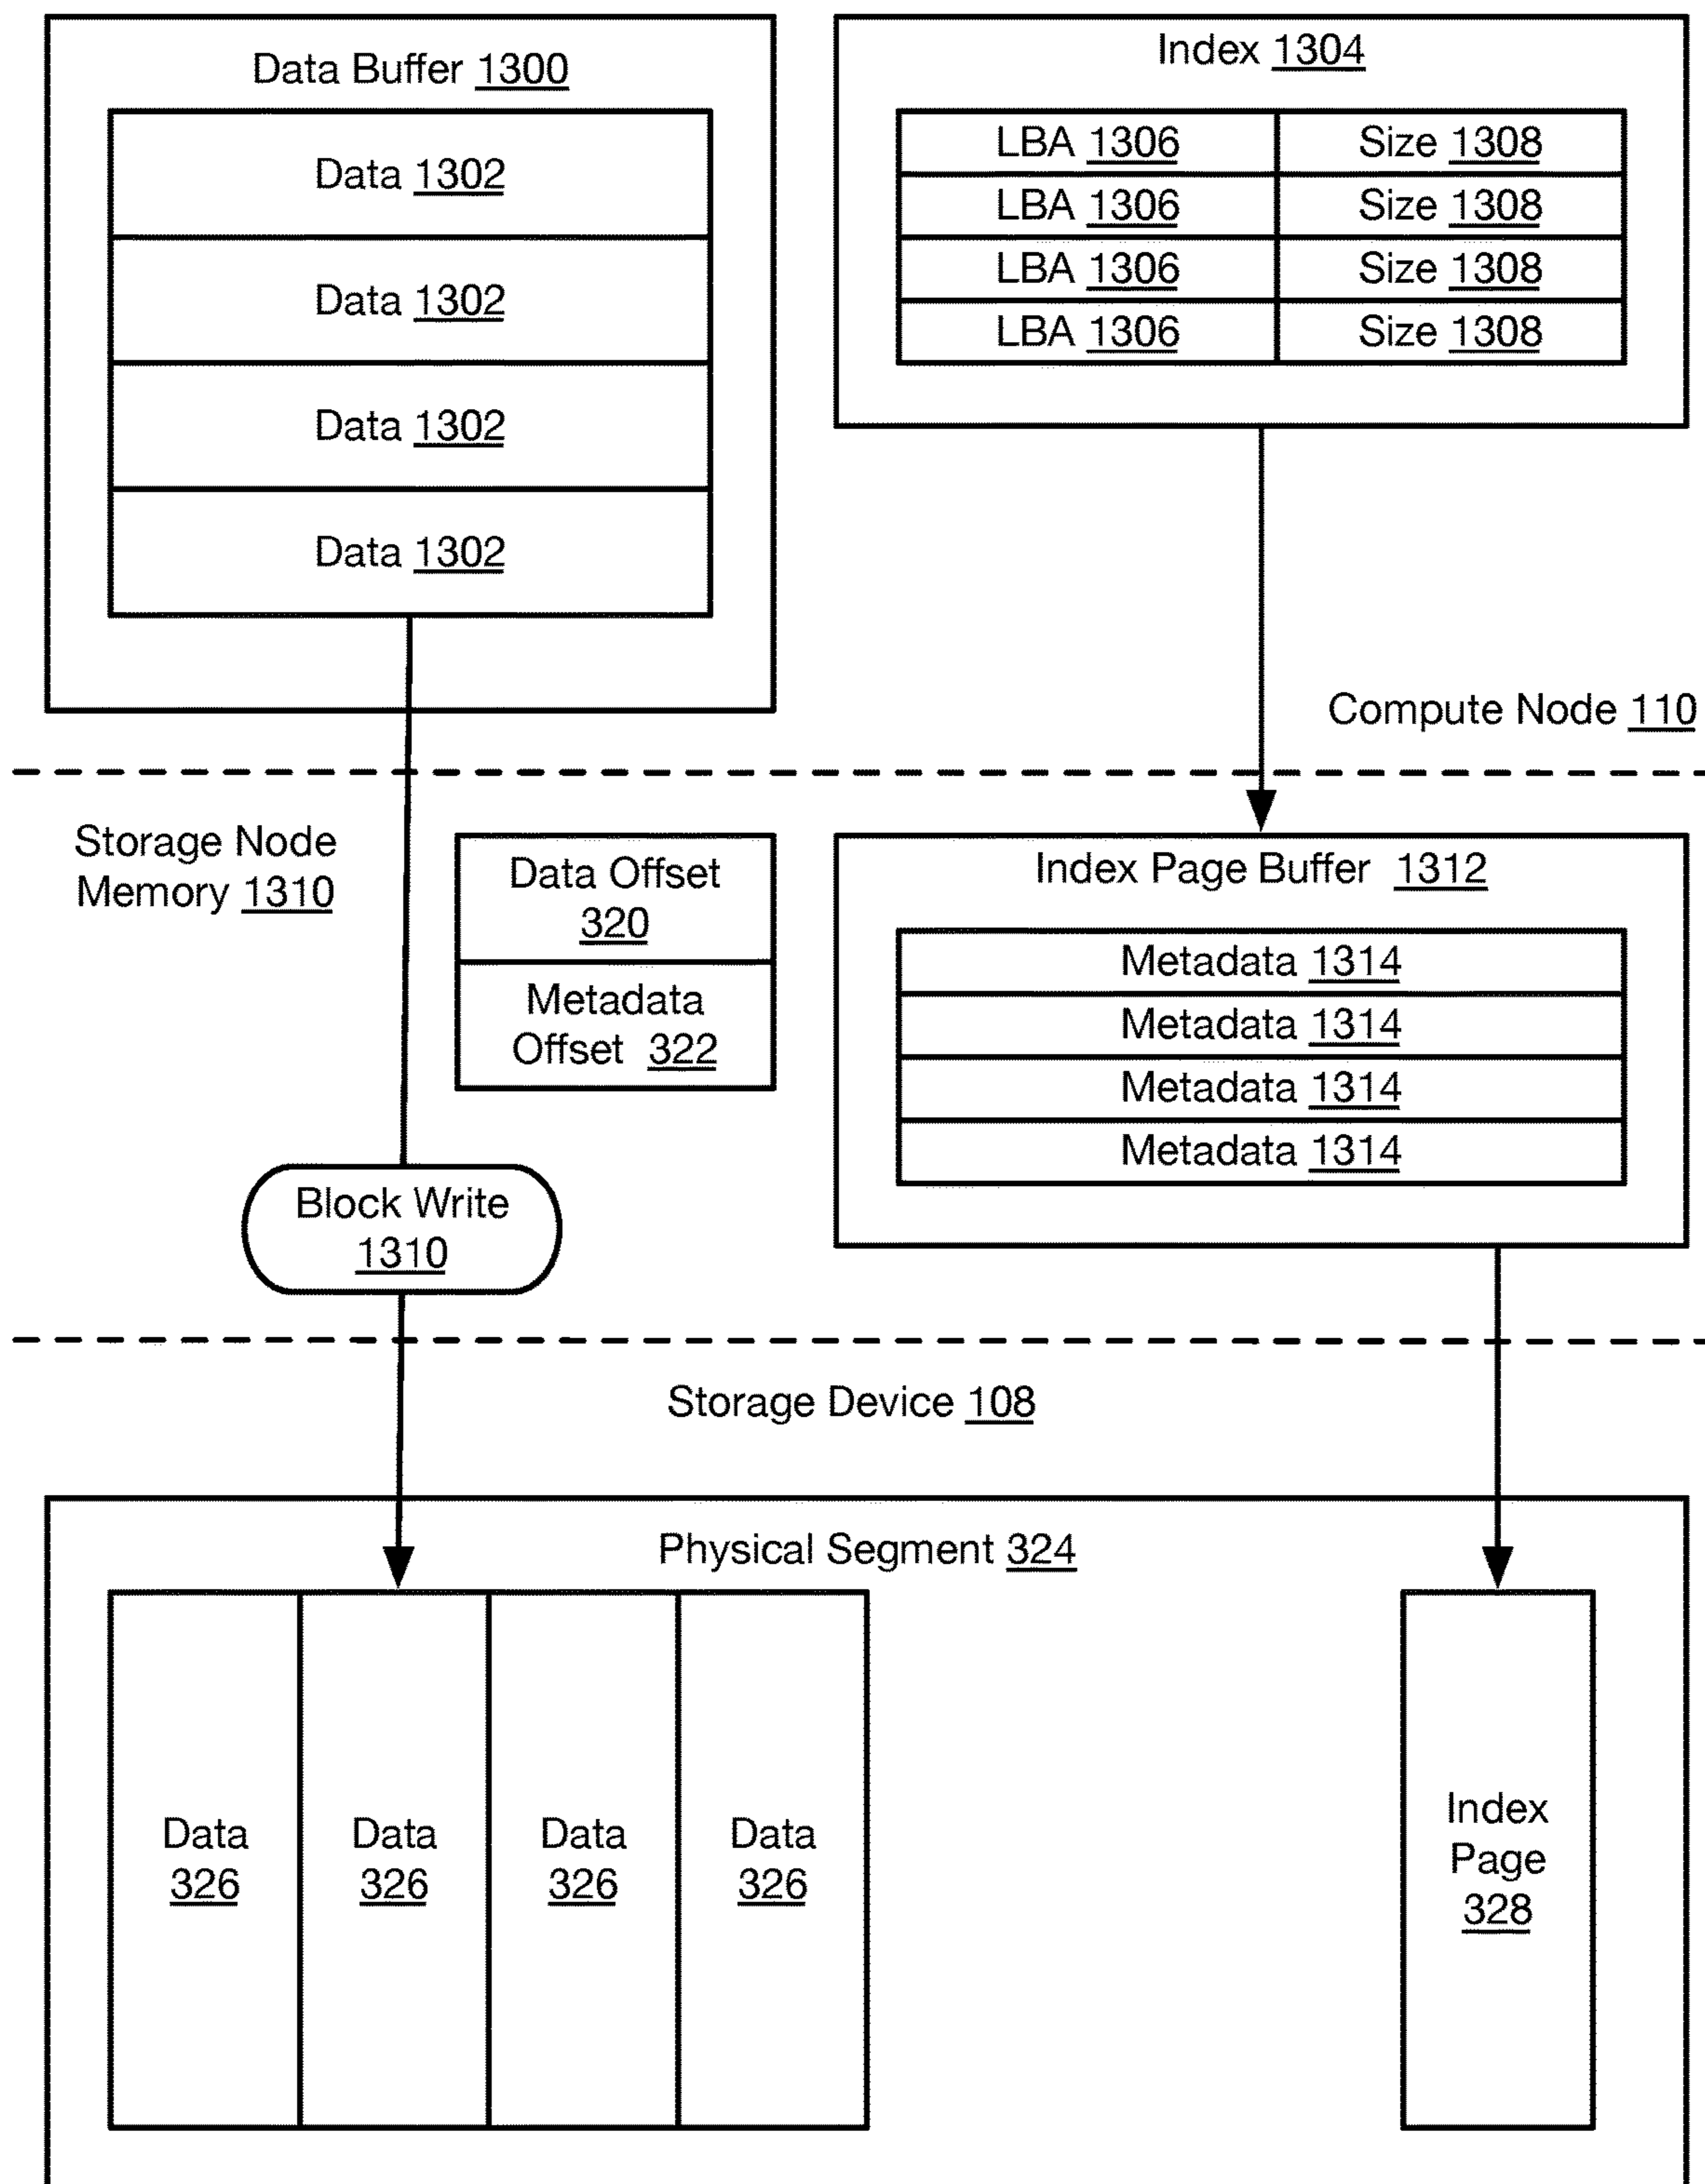 Data Buffer 1300
Data 1302
Data 1302
Data 1302
Data 1302
Index 1304
LBA 1306 Size 1308
LBA 1306 Size 1308
LBA 1306 Size 1308
LBA 1306 Size 1308
Compute Node 110
Storage Node
Memory 1310
Data Offset
320
Metadata
Offset 322
Index Page Buffer 1312
Metadata 1314
Metadata 1314
Metadata 1314
Metadata 1314
Block Write
1310
Storage Device 108
Physical Segment 324
Data
326
Data
326
Data
326
Data
326
Index
Page
328